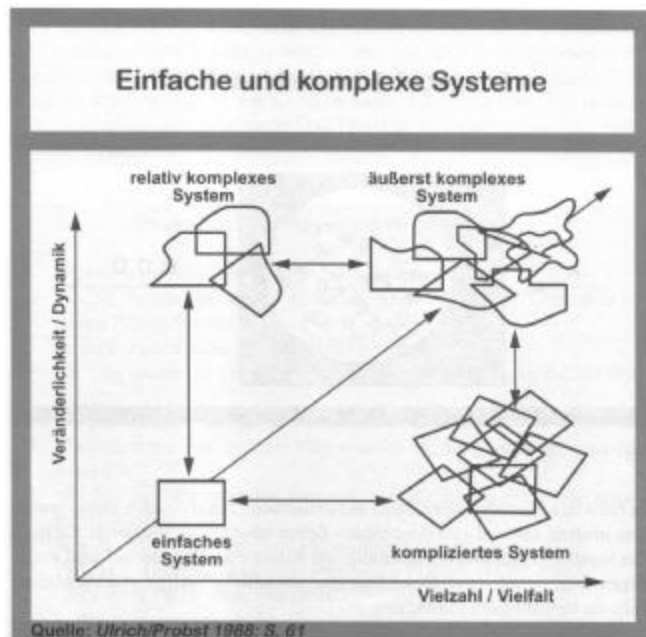 Einfache und komplexe Systeme
relativ komplexes
System
äußerst komplexes
System
Veränderlichkeit / Dynamik
einfaches
System
kompliziertes System
Vielzahl / Vielfalt
Quelle: Ulrich/Probst 1988: S. 61